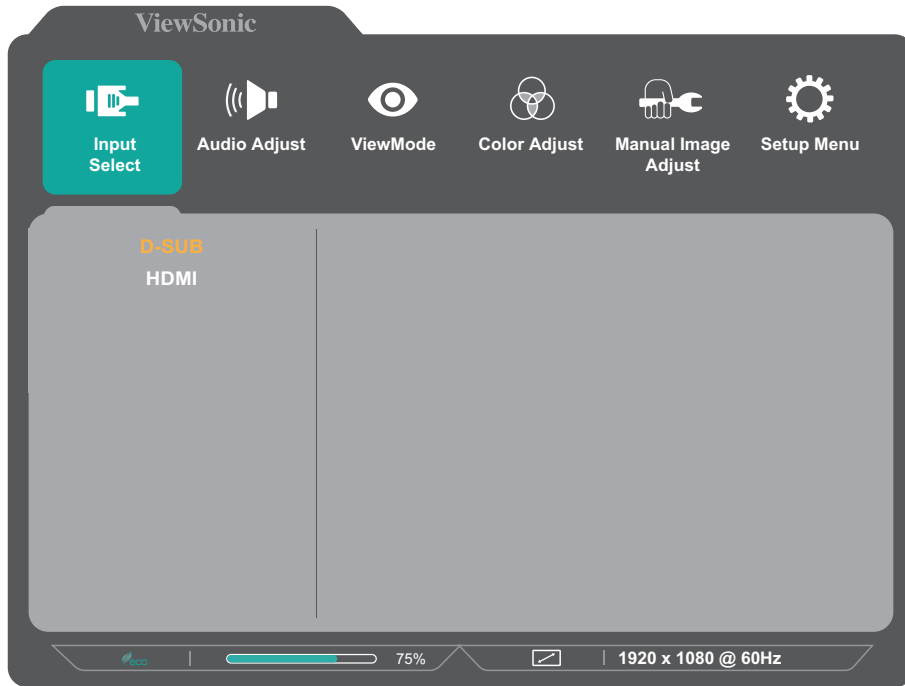 ViewSonic
Input
Select
Audio Adjust
ViewMode
Color Adjust
Manual Image
Adjust
Setup Menu
D-SUB
HDMI
eco
75%
1920 x 1080 @ 60Hz